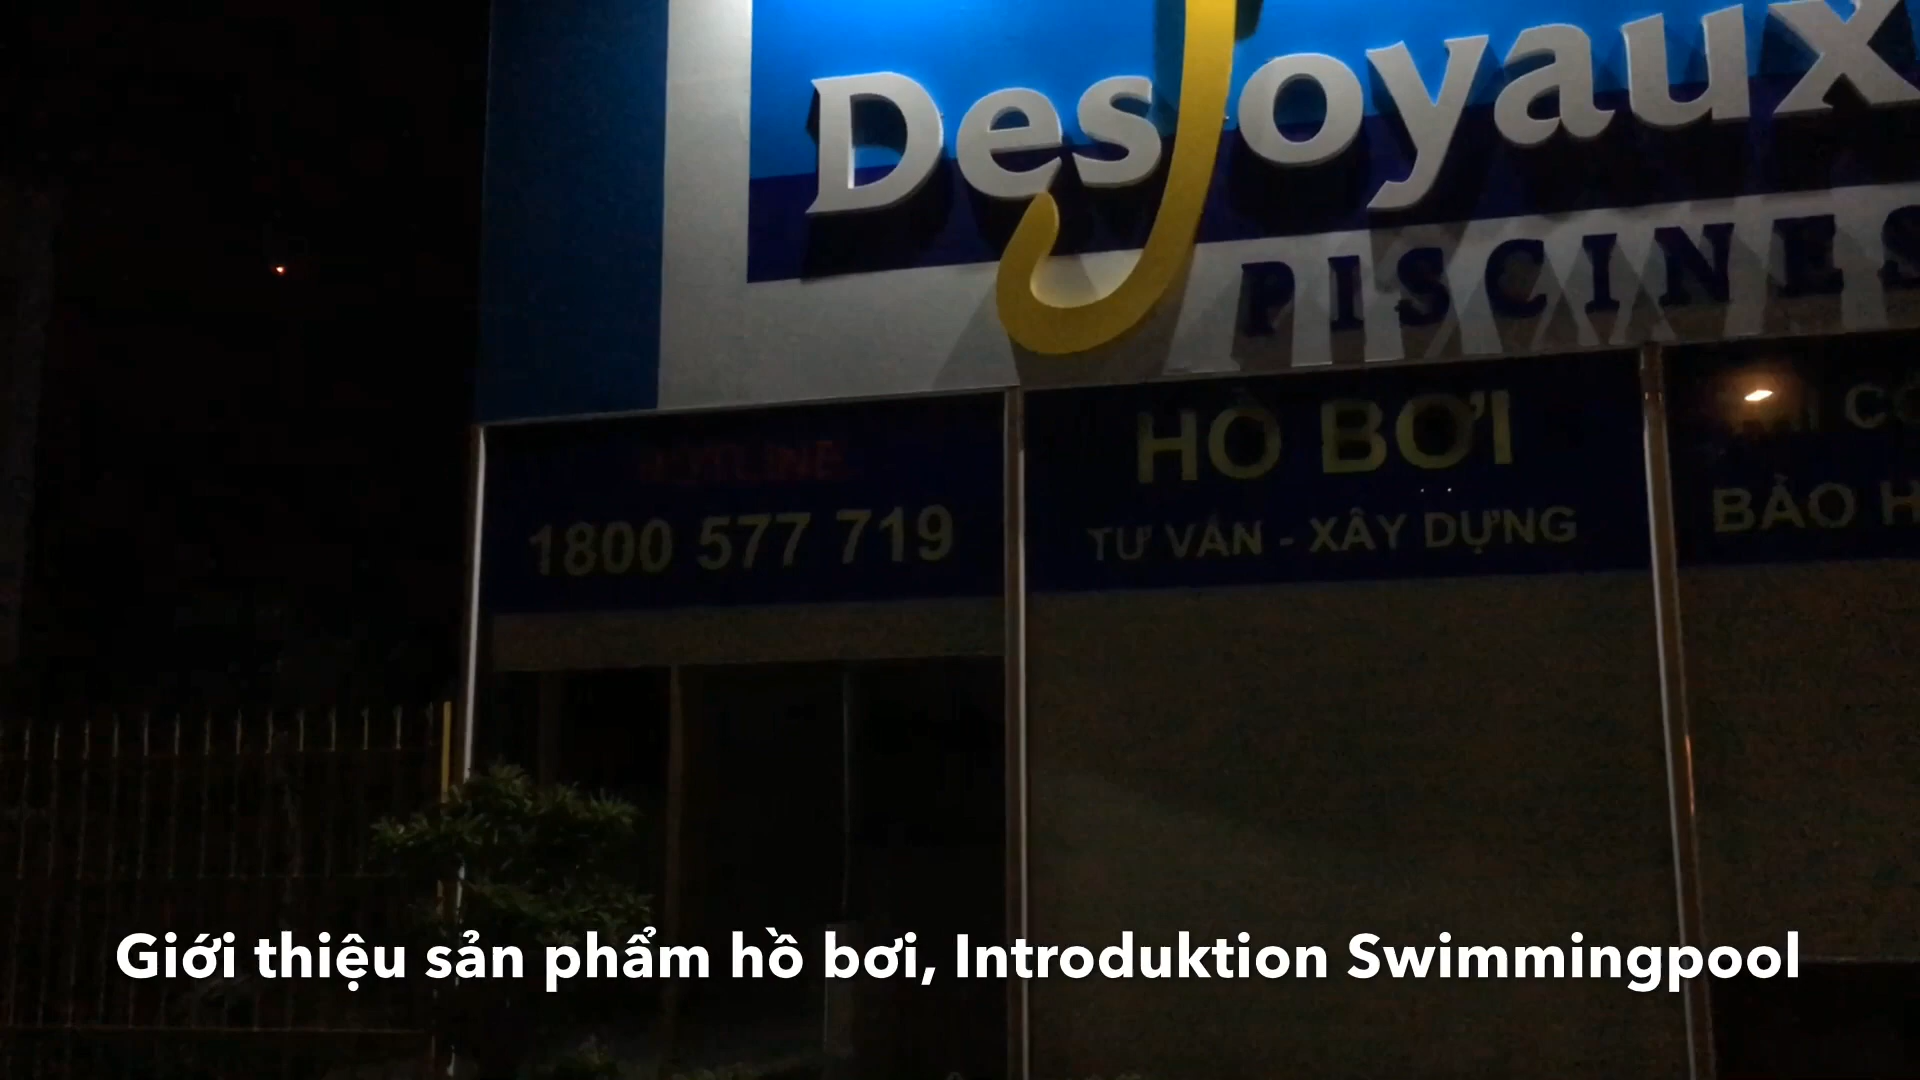 DesJoyaux
PISCINES
HOTLINE
1800 577 719
HỒ BƠI
TƯ VẤN - XÂY DỰNG
BẢO
Giới thiệu sản phẩm hồ bơi, Introduktion Swimmingpool